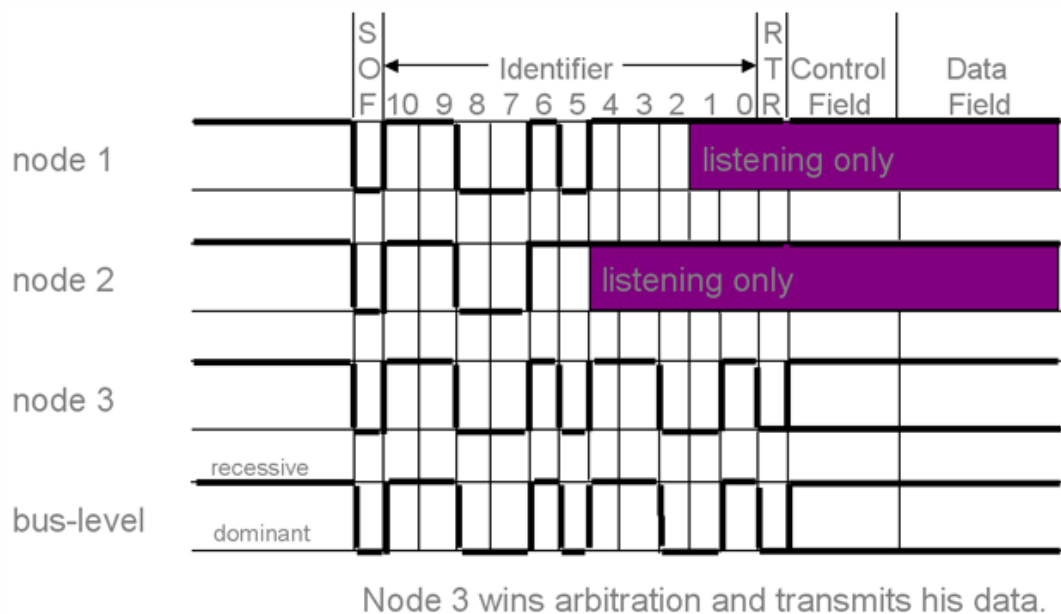 S O F
R T R
Identifier
Control Field
Data Field
10 9 8 7 6 5 4 3 2 1 0
node 1
listening only
node 2
listening only
node 3
recessive
bus-level
dominant
Node 3 wins arbitration and transmits his data.